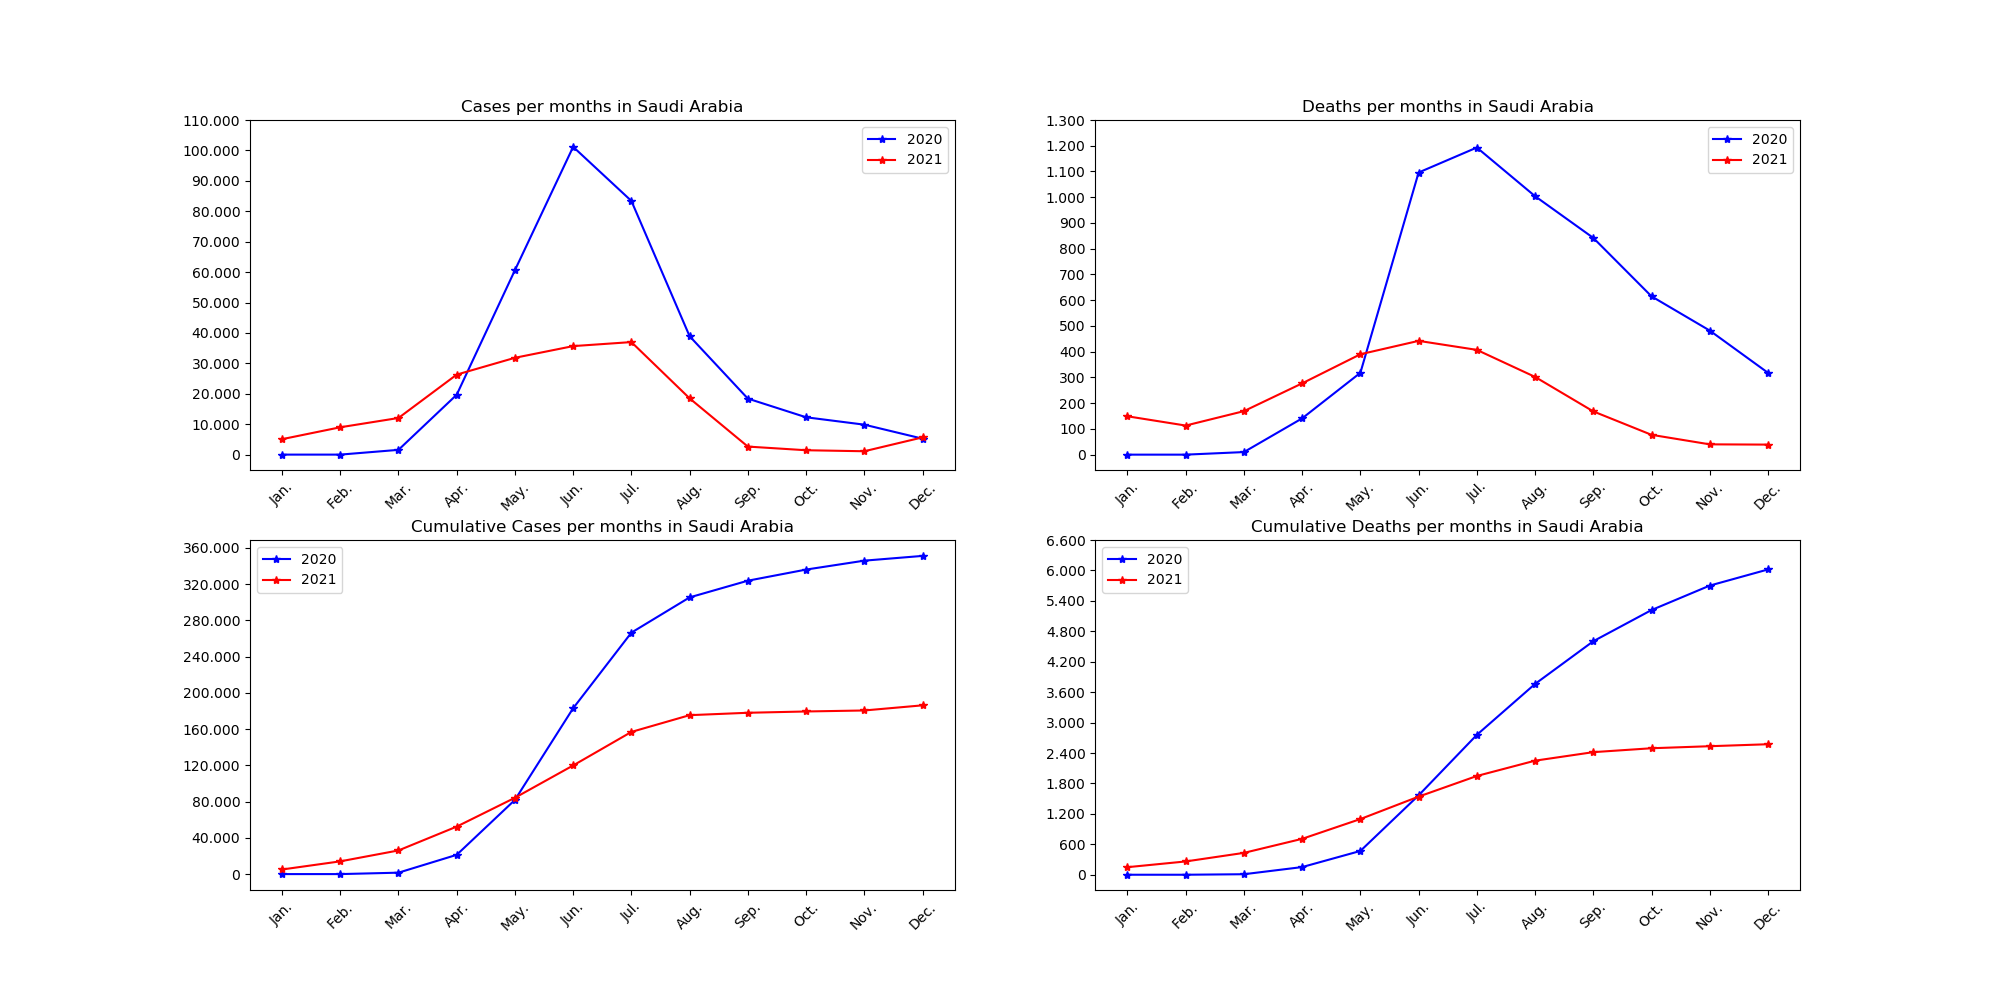 Cases per months in Saudi Arabia
110.000
100.000
90.000
80.000
70.000
60.000
50.000
40.000
30.000
20.000
10.000
0
2020
2021
Jan.
Feb.
Mar.
Apr.
May.
Jun.
Jul.
Aug.
Sep.
Oct.
Nov.
Dec.
Deaths per months in Saudi Arabia
1.300
1.200
1.100
1.000
900
800
700
600
500
400
300
200
100
0
2020
2021
Jan.
Feb.
Mar.
Apr.
May.
Jun.
Jul.
Aug.
Sep.
Oct.
Nov.
Dec.
Cumulative Cases per months in Saudi Arabia
360.000
320.000
280.000
240.000
200.000
160.000
120.000
80.000
40.000
0
2020
2021
Jan.
Feb.
Mar.
Apr.
May.
Jun.
Jul.
Aug.
Sep.
Oct.
Nov.
Dec.
Cumulative Deaths per months in Saudi Arabia
6.600
6.000
5.400
4.800
4.200
3.600
3.000
2.400
1.800
1.200
600
0
2020
2021
Jan.
Feb.
Mar.
Apr.
May.
Jun.
Jul.
Aug.
Sep.
Oct.
Nov.
Dec.